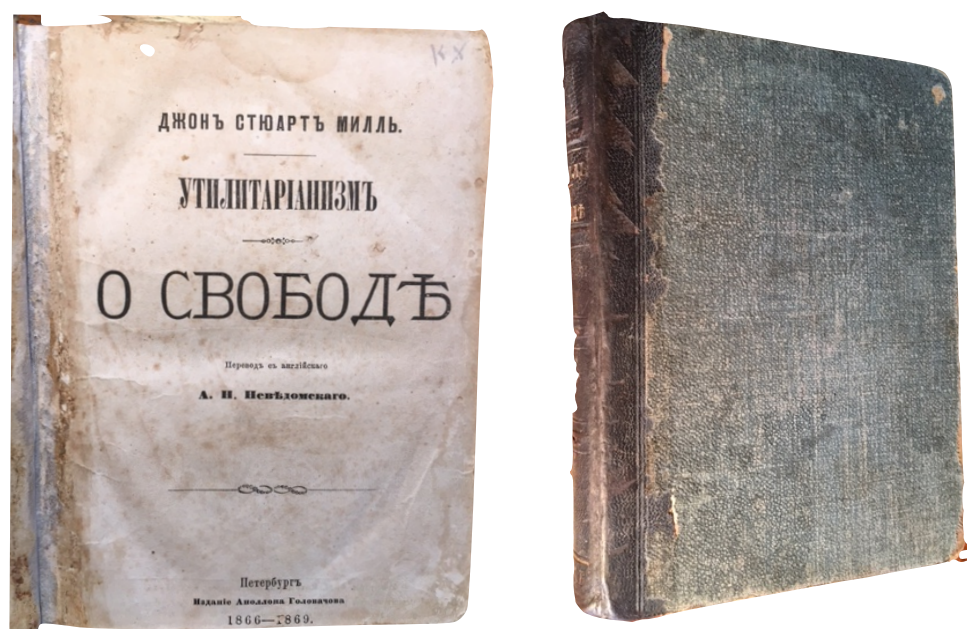 ДЖОНЪ СТЮАРТЪ МИЛЛЬ.
УТИЛИТАРІАНИЗМЪ
О СВОБОДѢ
Переводъ съ англійскаго
А. Н. Невѣдомскаго.
Петербургъ
Изданіе Аполлона Головачова
1866—1869.